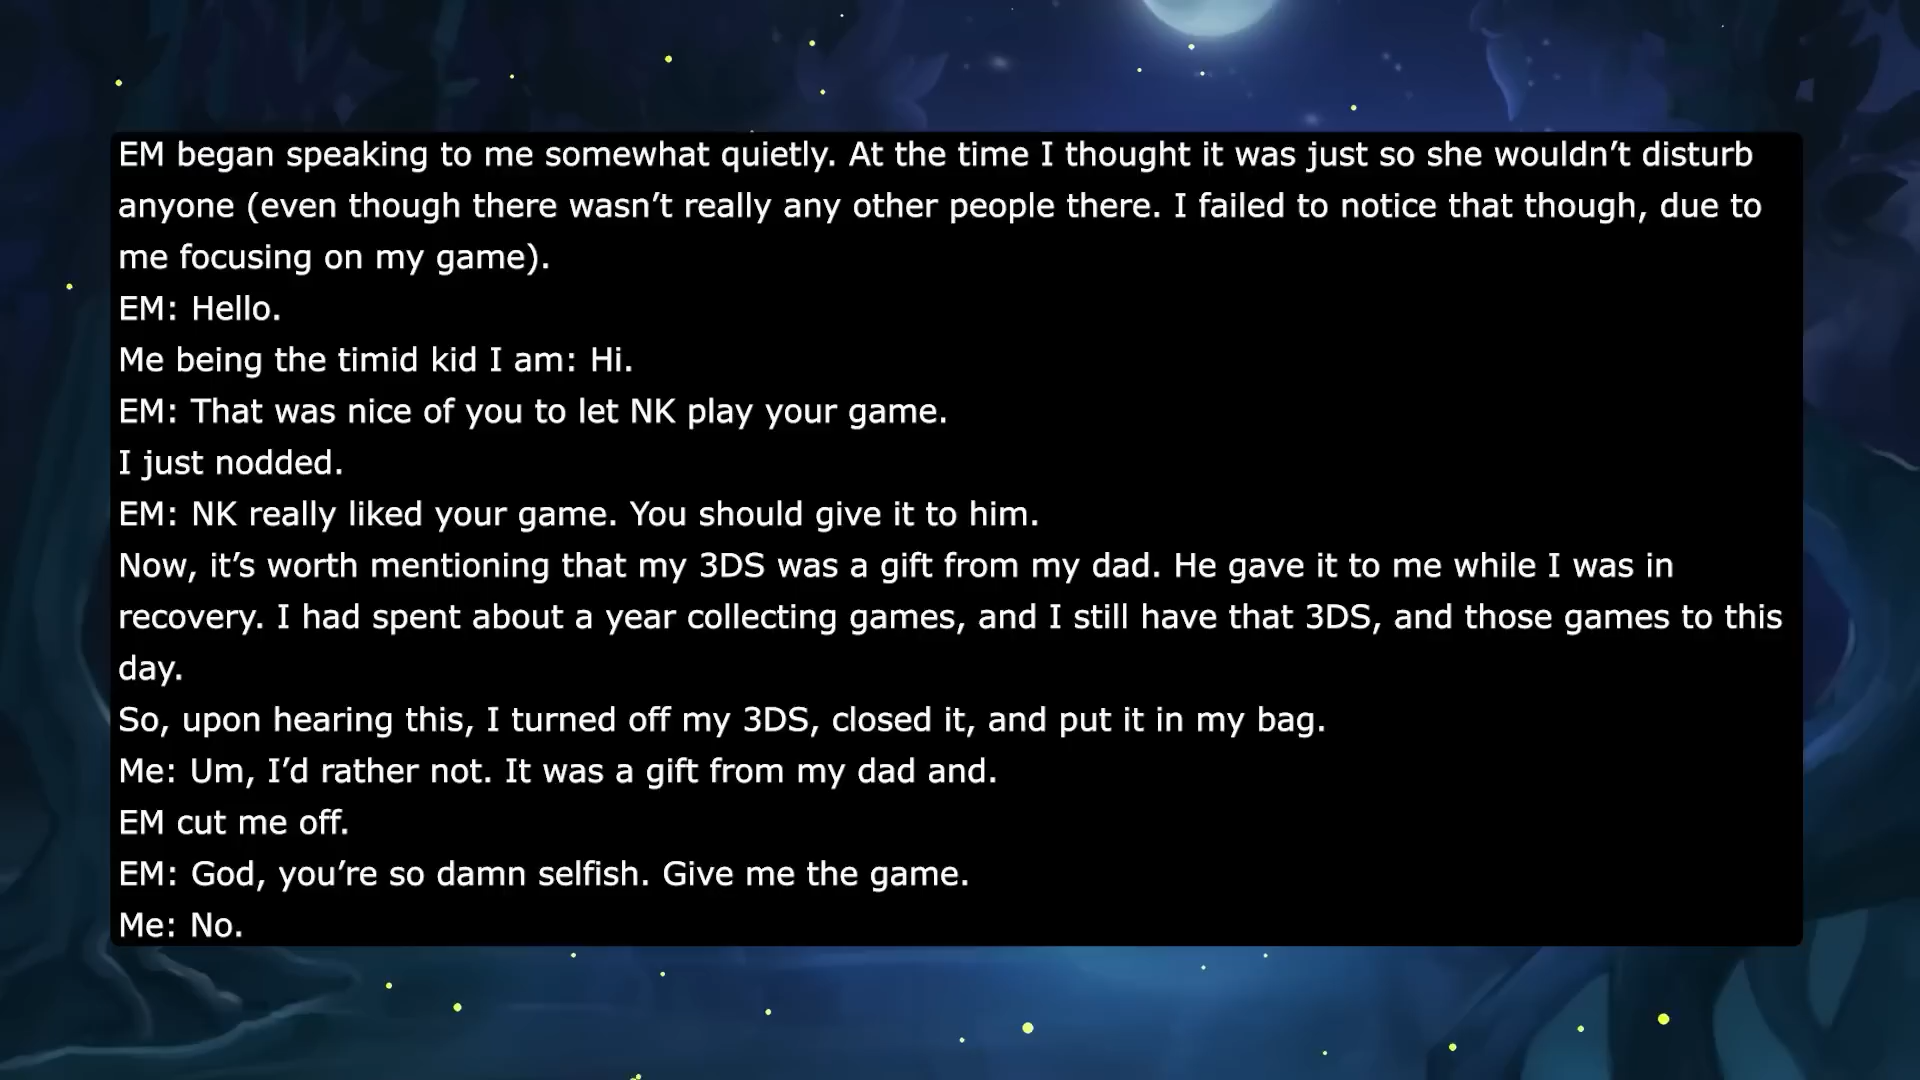 EM began speaking to me somewhat quietly. At the time I thought it was just so she wouldn’t disturb
anyone (even though there wasn’t really any other people there. I failed to notice that though, due to
me focusing on my game).
EM: Hello.
Me being the timid kid I am: Hi.
EM: That was nice of you to let NK play your game.
I just nodded.
EM: NK really liked your game. You should give it to him.
Now, it’s worth mentioning that my 3DS was a gift from my dad. He gave it to me while I was in
recovery. I had spent about a year collecting games, and I still have that 3DS, and those games to this
day.
So, upon hearing this, I turned off my 3DS, closed it, and put it in my bag.
Me: Um, I’d rather not. It was a gift from my dad and.
EM cut me off.
EM: God, you’re so damn selfish. Give me the game.
Me: No.